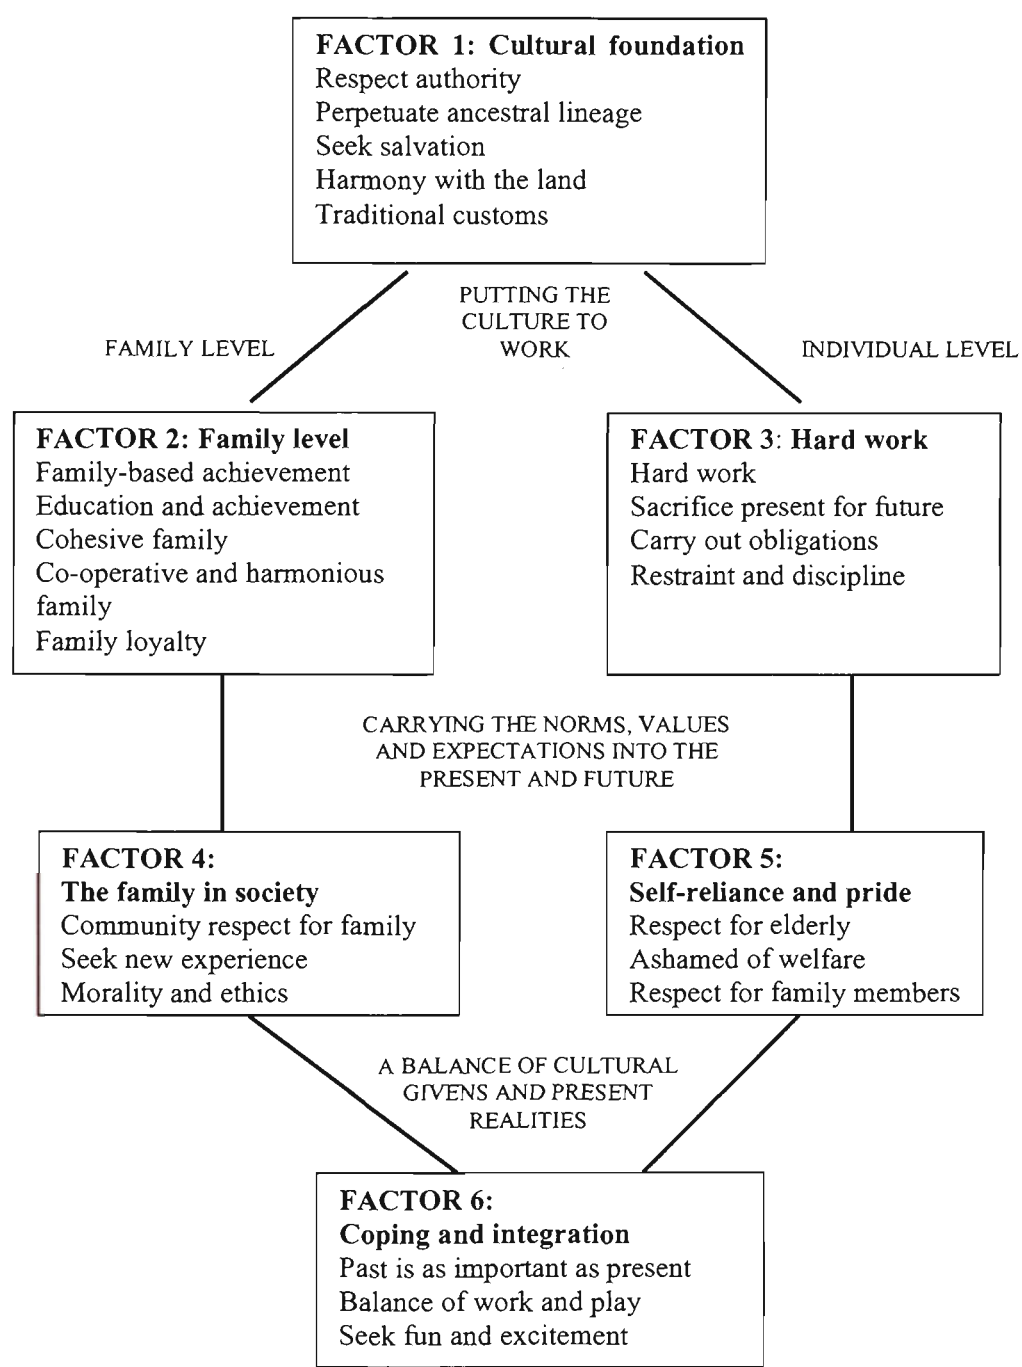 FACTOR 1: Cultural foundation
Respect authority
Perpetuate ancestral lineage
Seek salvation
Harmony with the land
Traditional customs
PUTTING THE
CULTURE TO
WORK
FAMILY LEVEL
INDIVIDUAL LEVEL
FACTOR 2: Family level
Family-based achievement
Education and achievement
Cohesive family
Co-operative and harmonious
family
Family loyalty
FACTOR 3: Hard work
Hard work
Sacrifice present for future
Carry out obligations
Restraint and discipline
CARRYING THE NORMS, VALUES
AND EXPECTATIONS INTO THE
PRESENT AND FUTURE
FACTOR 4:
The family in society
Community respect for family
Seek new experience
Morality and ethics
FACTOR 5:
Self-reliance and pride
Respect for elderly
Ashamed of welfare
Respect for family members
A BALANCE OF CULTURAL
GIVENS AND PRESENT
REALITIES
FACTOR 6:
Coping and integration
Past is as important as present
Balance of work and play
Seek fun and excitement